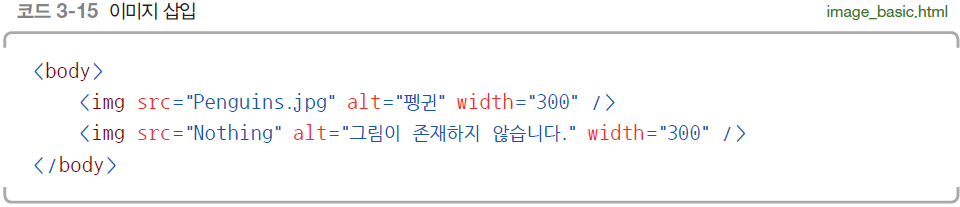 코드 3-15 이미지 삽입 image_basic.html
<body>
<img src="Penguins.jpg" alt="펭귄" width="300" />
<img src="Nothing" alt="그림이 존재하지 않습니다." width="300" />
</body>